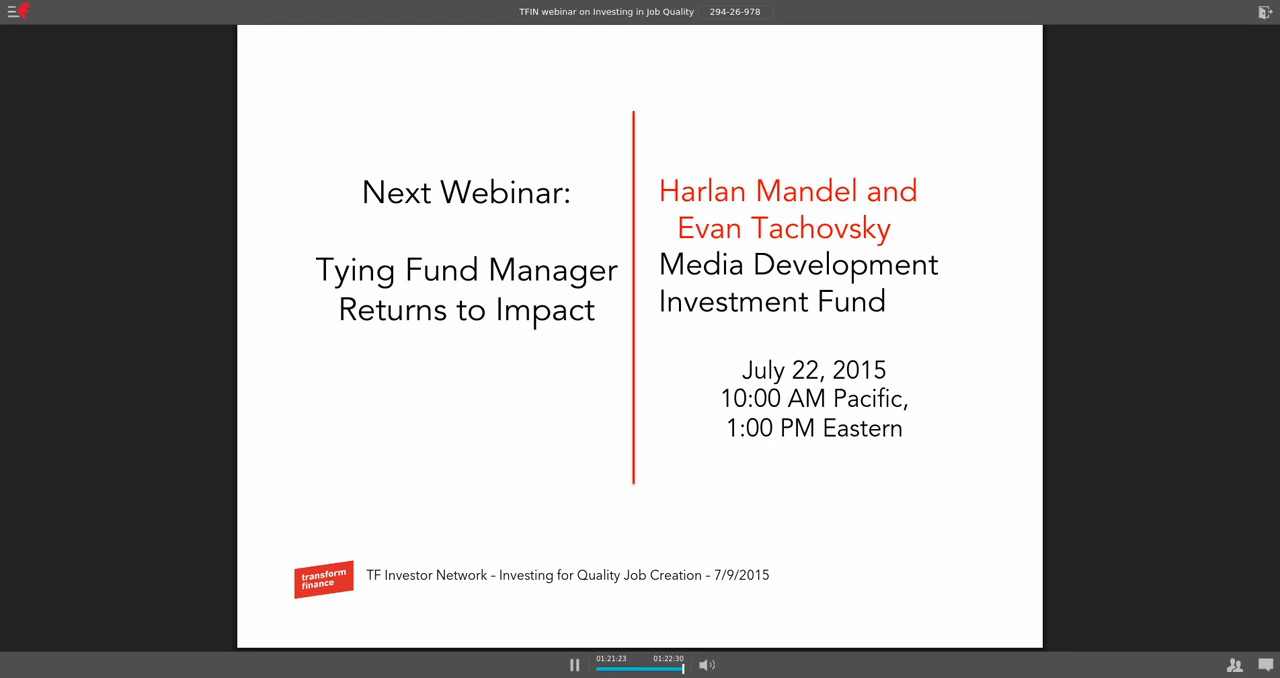 TFIN webinar on Investing in Job Quality 294-26-978
Next Webinar:
Tying Fund Manager
Returns to Impact
Harlan Mandel and
Evan Tachovsky
Media Development
Investment Fund
July 22, 2015
10:00 AM Pacific,
1:00 PM Eastern
transform
finance
TF Investor Network – Investing for Quality Job Creation – 7/9/2015
01:21:23 01:22:30